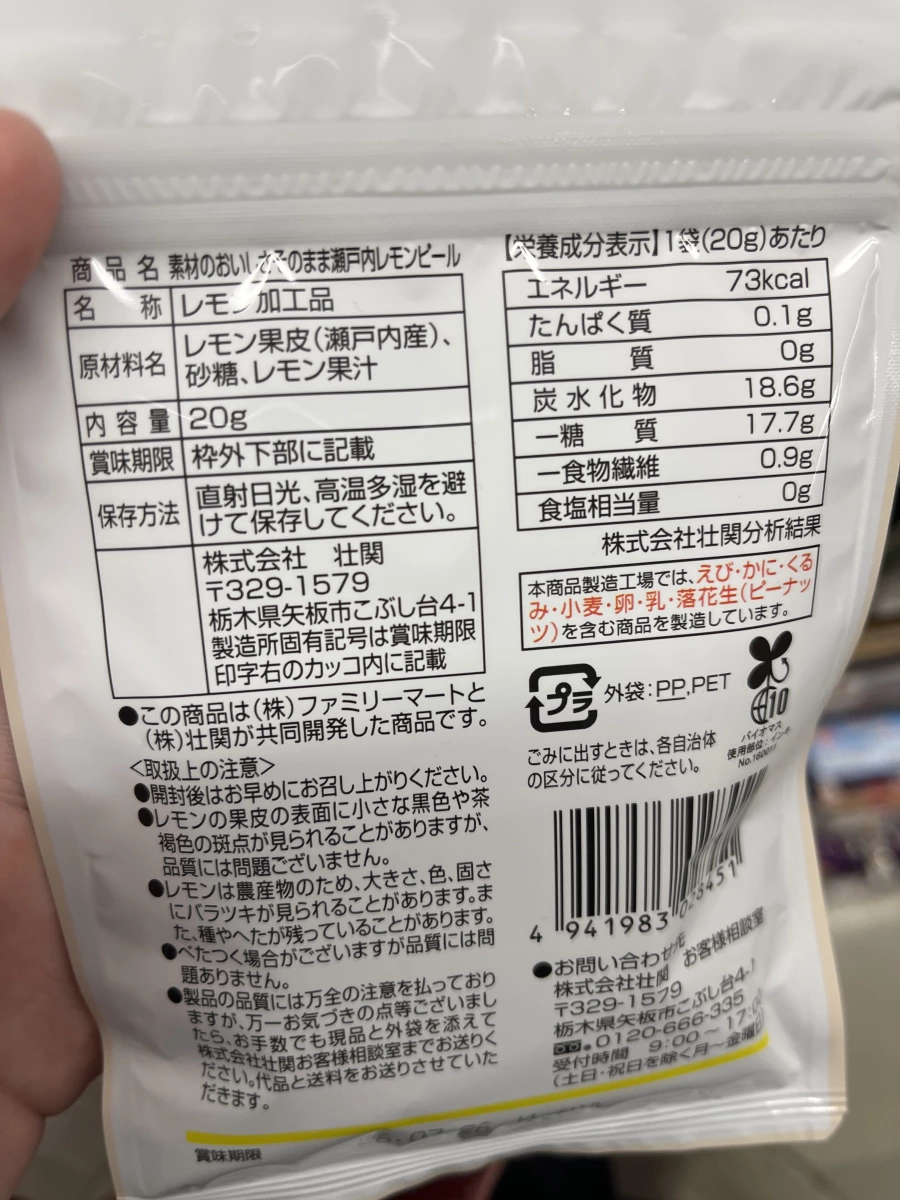 商品名 素材のおいしさそのまま瀬戸内レモンピール
名称 レモン加工品
原材料名 レモン果皮(瀬戸内産)、
砂糖、レモン果汁
内容量 20g
賞味期限 枠外下部に記載
保存方法 直射日光、高温多湿を避
けて保存してください。
株式会社 壮関
〒329-1579
栃木県矢板市こぶし台4-1
製造所固有記号は賞味期限
印字右のカッコ内に記載
●この商品は(株)ファミリーマートと
(株)壮関が共同開発した商品です。
<取扱上の注意>
●開封後はお早めにお召し上がりください。
●レモンの果皮の表面に小さな黒色や茶
褐色の斑点が見られることがありますが、
品質には問題ございません。
●レモンは農産物のため、大きさ、色、固さ
にバラツキが見られることがあります。ま
た、種やへたが残っていることがあります。
●べたつく場合がございますが品質には問
題ありません。
●製品の品質には万全の注意を払っており
ますが、万一お気づきの点等ございまし
たら、お手数でも現品と外袋を添えて
株式会社壮関お客様相談室までお送りく
ださい。代品と送料をお送りさせていた
だきます。
賞味期限
【栄養成分表示】1袋(20g)あたり
エネルギー 73kcal
たんぱく質 0.1g
脂質 0g
炭水化物 18.6g
ー糖質 17.7g
ー食物繊維 0.9g
食塩相当量 0g
株式会社壮関分析結果
本商品製造工場では、えび・かに・くる
み・小麦・卵・乳・落花生(ピーナッ
ツ)を含む商品を製造しています。
プラ 外袋:PP,PET
10
バイオマス
使用部位:インキ
ごみに出すときは、各自治体
の区分に従ってください。
4 941983 028451
●お問い合わせ先
株式会社壮関 お客様相談室
〒329-1579
栃木県矢板市こぶし台4-1
0120-666-335
受付時間 9:00～17:00
(土日・祝日を除く月～金曜日)